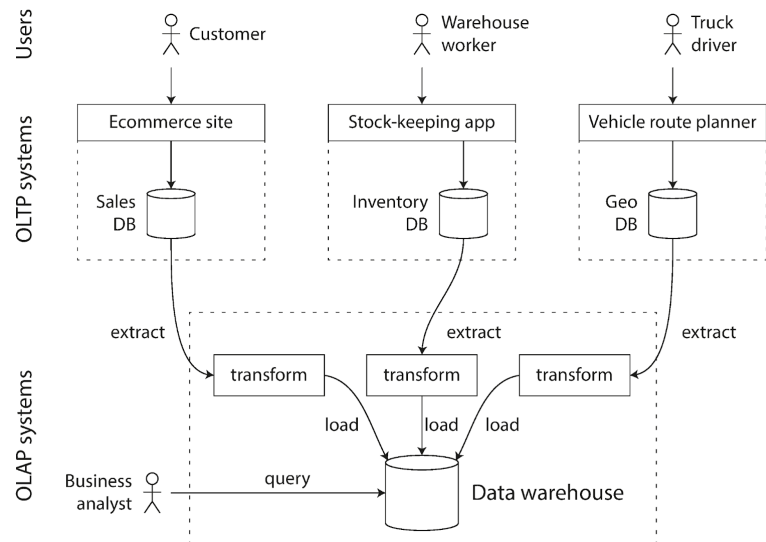 Users
Customer
Warehouse
worker
Truck
driver
OLTP systems
Ecommerce site
Stock-keeping app
Vehicle route planner
Sales
DB
Inventory
DB
Geo
DB
extract
extract
extract
OLAP systems
transform
transform
transform
load
load
load
Business
analyst
query
Data warehouse